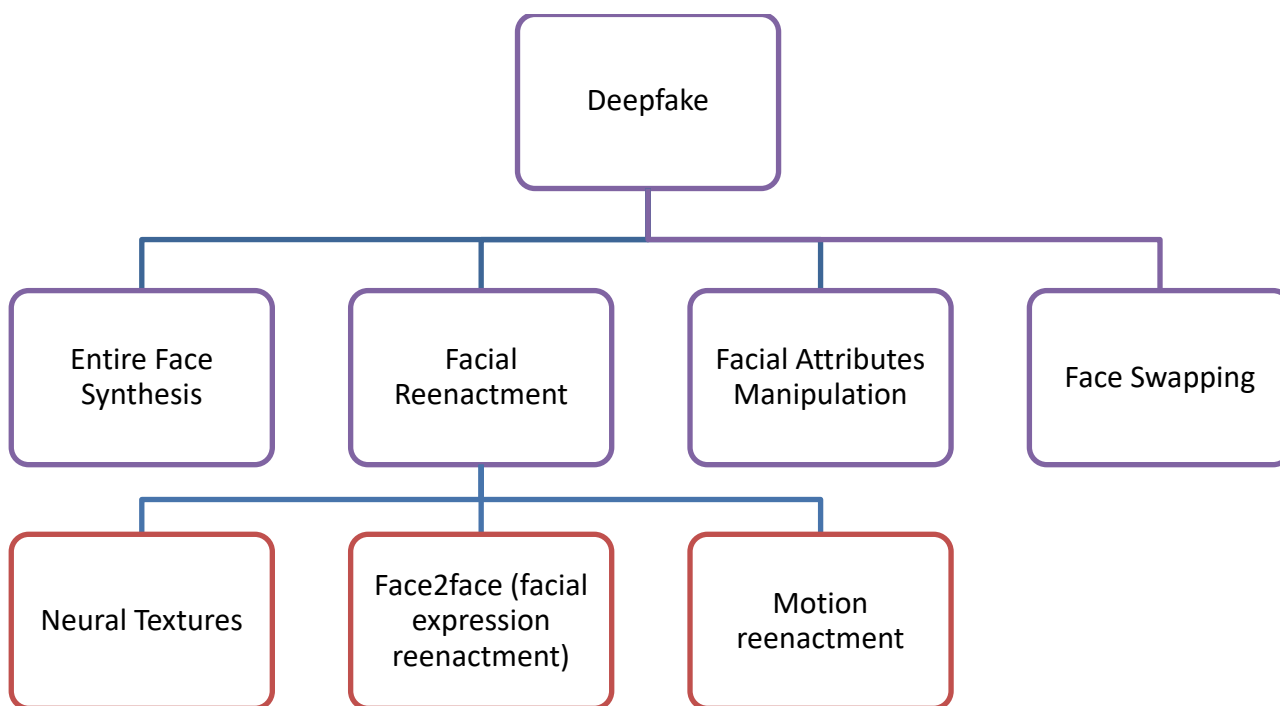 Deepfake
Entire Face
Synthesis
Facial
Reenactment
Facial Attributes
Manipulation
Face Swapping
Neural Textures
Face2face (facial
expression
reenactment)
Motion
reenactment